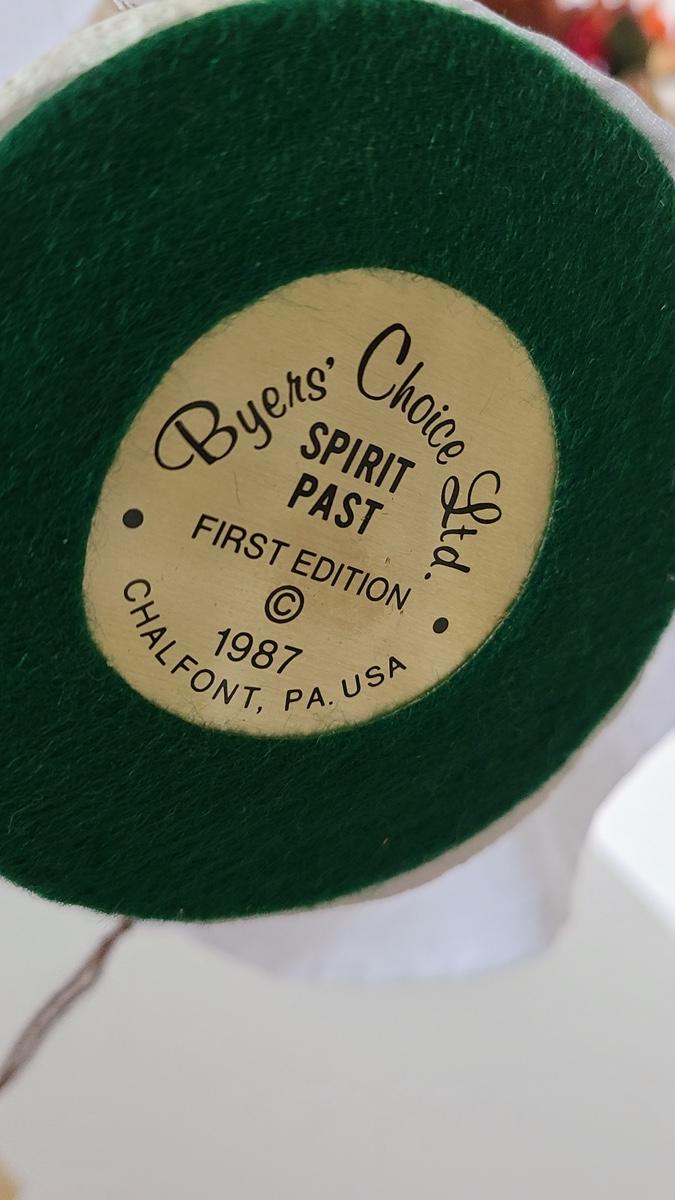 Byers' Choice Ltd.
SPIRIT
PAST
FIRST EDITION
©
1987
CHALFONT, PA. USA